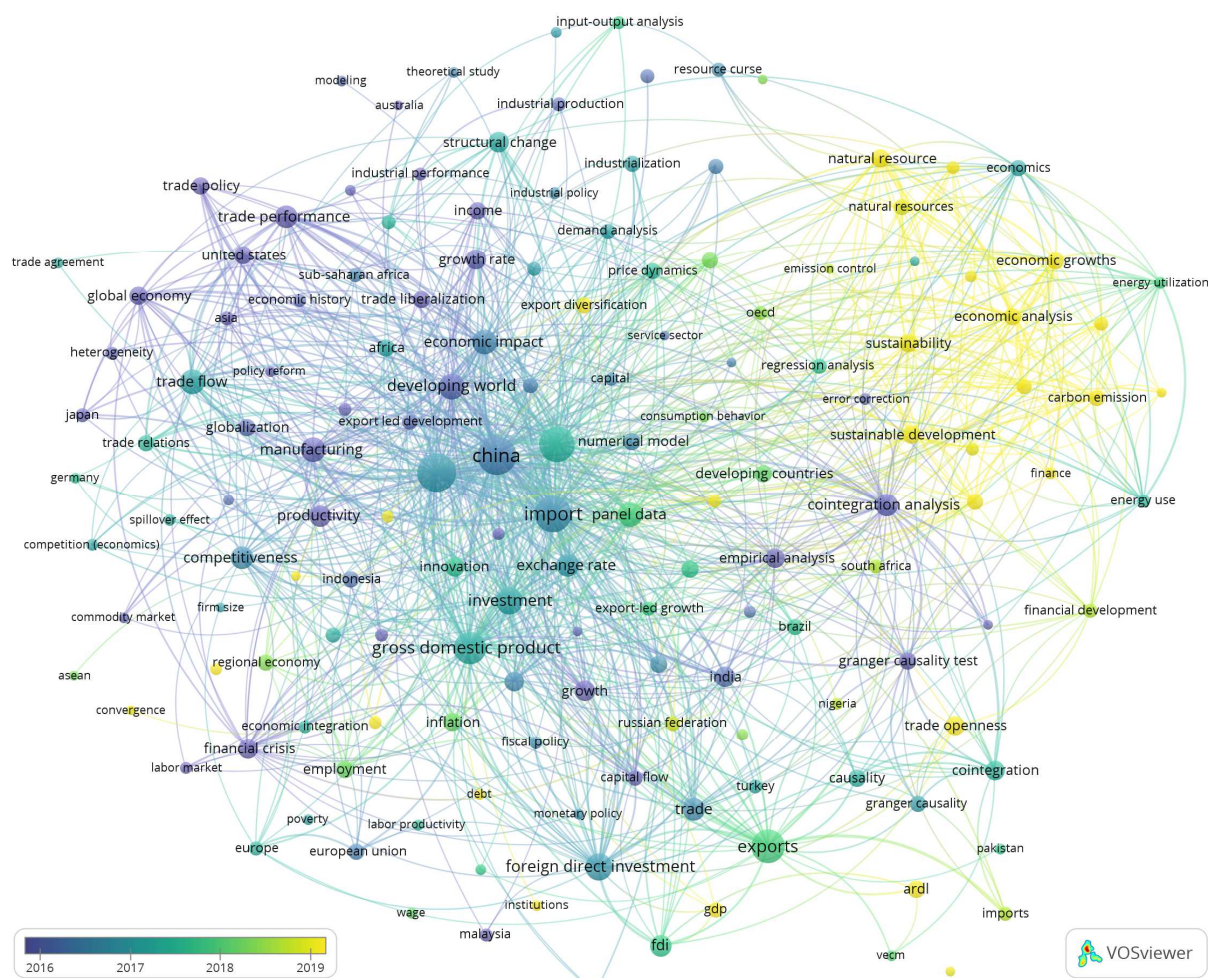 input-output analysis
theoretical study
resource curse
modeling
australia
industrial production
structural change
industrialization
natural resource
economics
trade policy
industrial performance
industrial policy
natural resources
trade performance
income
demand analysis
united states
trade agreement
sub-saharan africa
growth rate
price dynamics
emission control
economic growths
energy utilization
global economy
economic history
trade liberalization
export diversification
oecd
economic analysis
asia
service sector
heterogeneity
economic impact
africa
sustainability
policy reform
regression analysis
trade flow
developing world
capital
error correction
carbon emission
japan
export led development
consumption behavior
globalization
trade relations
manufacturing
numerical model
sustainable development
china
germany
developing countries
finance
energy use
cointegration analysis
import
panel data
spillover effect
productivity
competition (economics)
competitiveness
empirical analysis
innovation
exchange rate
south africa
indonesia
investment
firm size
export-led growth
financial development
commodity market
brazil
gross domestic product
regional economy
granger causality test
asean
india
growth
nigeria
convergence
economic integration
inflation
russian federation
trade openness
fiscal policy
financial crisis
labor market
employment
capital flow
causality
cointegration
turkey
debt
trade
granger causality
poverty
labor productivity
monetary policy
europe
european union
exports
pakistan
foreign direct investment
ardl
institutions
gdp
wage
imports
malaysia
fdi
vecm
2016
2017
2018
2019
VOSviewer